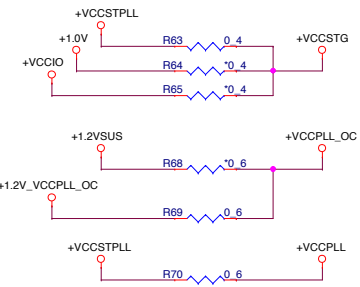 +VCCSTPLL
R63 0_4
+1.0V
+VCCSTG
R64 *0_4
+VCCIO
R65 *0_4
+1.2VSUS
+VCCPLL_OC
R68 *0_6
+1.2V_VCCPLL_OC
R69 0_6
+VCCSTPLL
+VCCPLL
R70 0_6